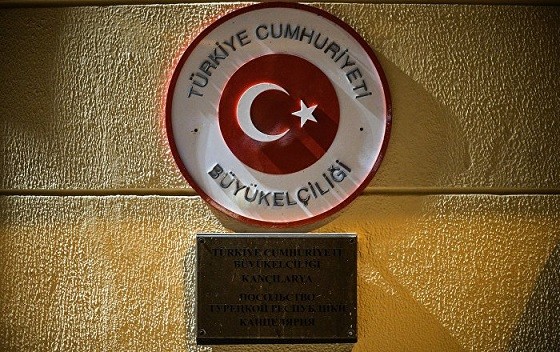 TÜRKİYE CUMHURİYETİ
BÜYÜKELÇİLİĞİ
TÜRKİYE CUMHURİYETİ
BÜYÜKELÇİLİĞİ
KANÇILARYA
ПОСОЛЬСТВО
ТУРЕЦКОЙ РЕСПУБЛИКИ
КАНЦЕЛЯРИЯ